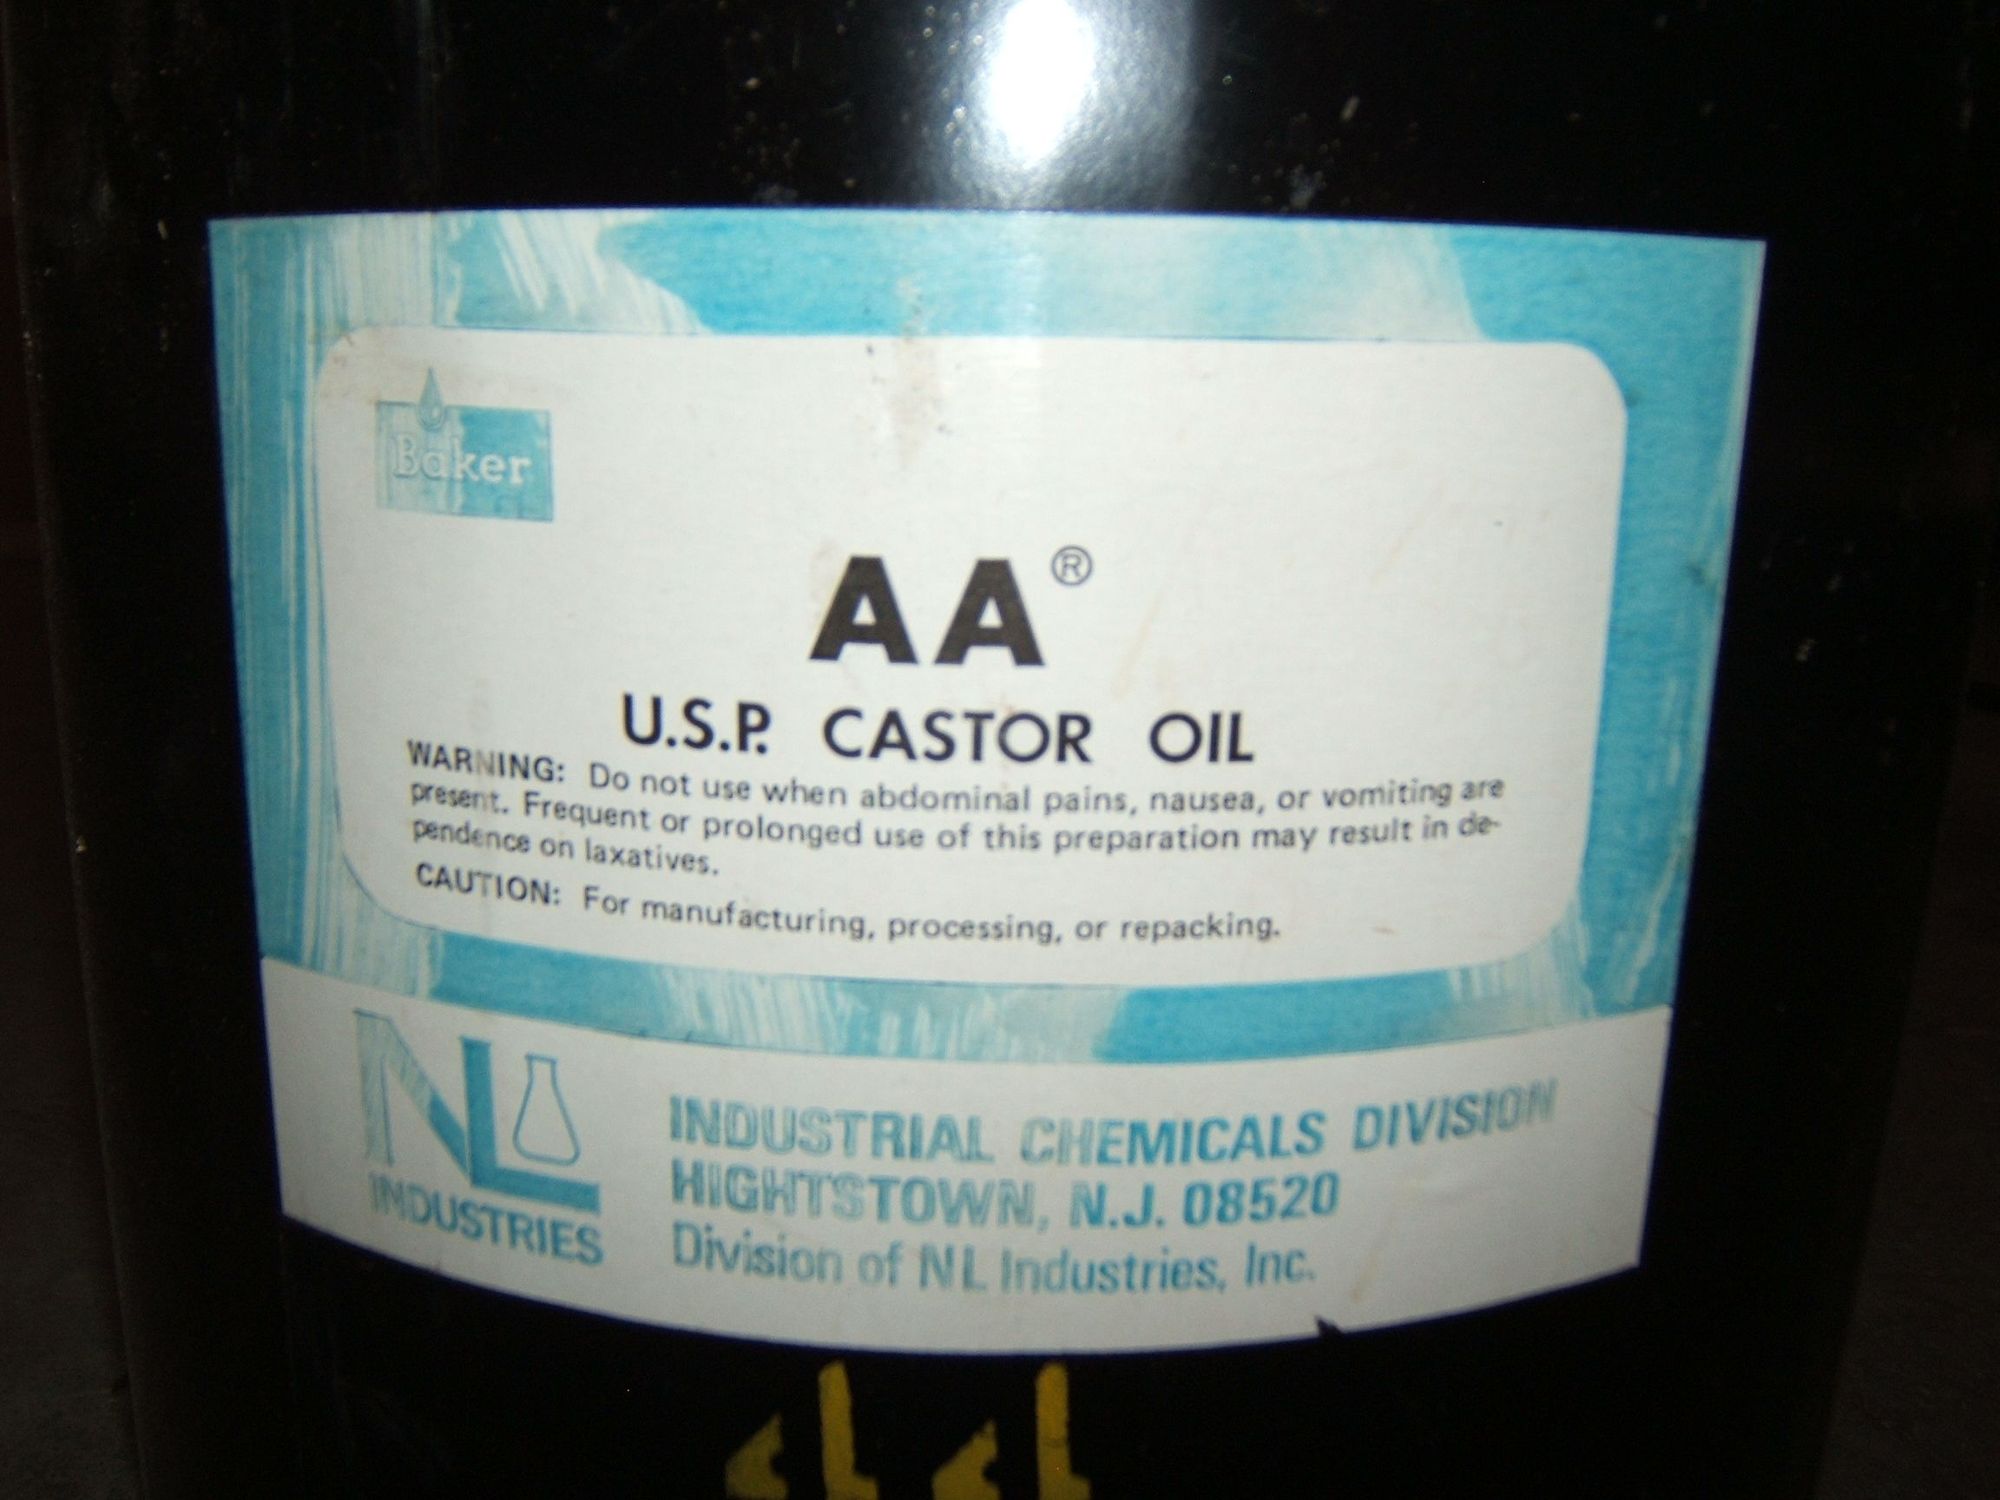 Baker
AA®
U.S.P. CASTOR OIL
WARNING: Do not use when abdominal pains, nausea, or vomiting are
present. Frequent or prolonged use of this preparation may result in de-
pendence on laxatives.
CAUTION: For manufacturing, processing, or repacking.
NL
INDUSTRIES
INDUSTRIAL CHEMICALS DIVISION
HIGHTSTOWN, N.J. 08520
Division of NL Industries, Inc.